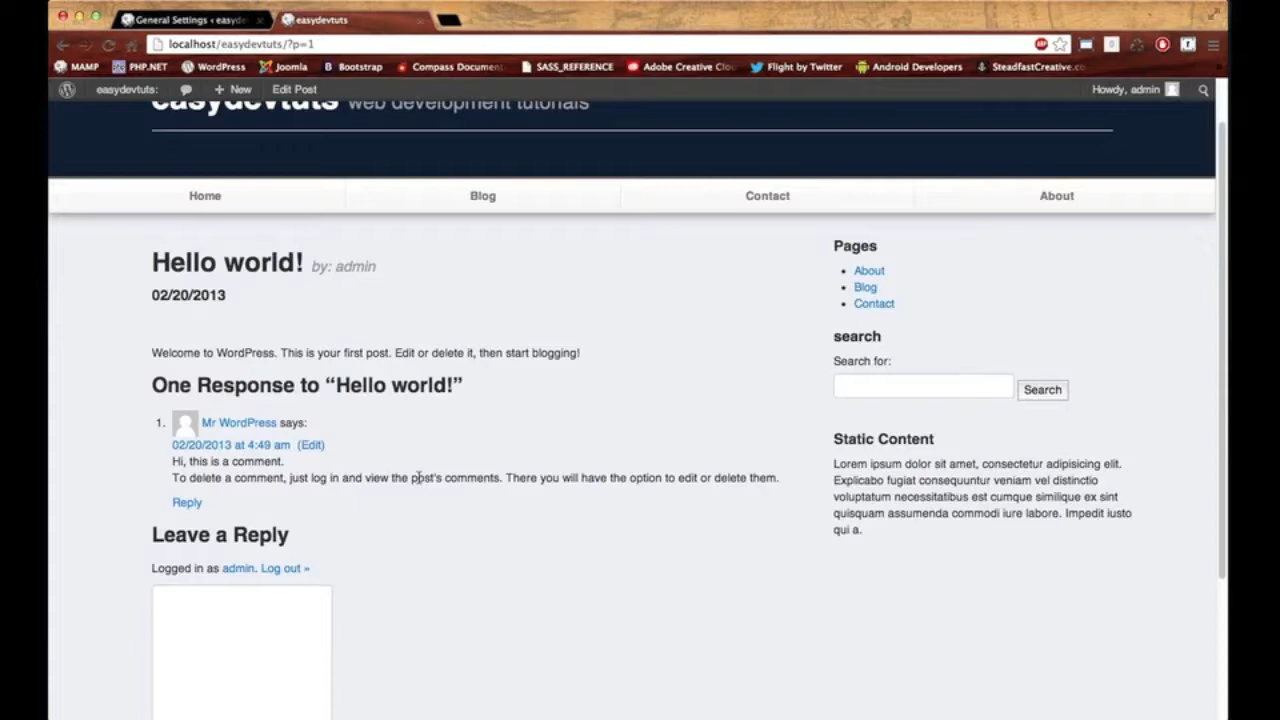 General Settings ‹ easyde
easydevtuts
localhost/easydevtuts/?p=1
MAMP PHP.NET WordPress Joomla Bootstrap Compass Document SASS_REFERENCE Adobe Creative Clo Flight by Twitter Android Developers SteadfastCreative.co
easydevtuts: + New Edit Post Howdy, admin
easydevtuts web development tutorials
Home Blog Contact About
Hello world! by: admin
02/20/2013
Welcome to WordPress. This is your first post. Edit or delete it, then start blogging!
One Response to “Hello world!”
1. Mr WordPress says:
02/20/2013 at 4:49 am (Edit)
Hi, this is a comment.
To delete a comment, just log in and view the post's comments. There you will have the option to edit or delete them.
Reply
Leave a Reply
Logged in as admin. Log out »
Pages
• About
• Blog
• Contact
search
Search for:
Search
Static Content
Lorem ipsum dolor sit amet, consectetur adipisicing elit.
Explicabo fugiat consequuntur veniam vel distinctio
voluptatum necessitatibus est cumque similique ex sint
quisquam assumenda commodi iure labore. Impedit iusto
qui a.